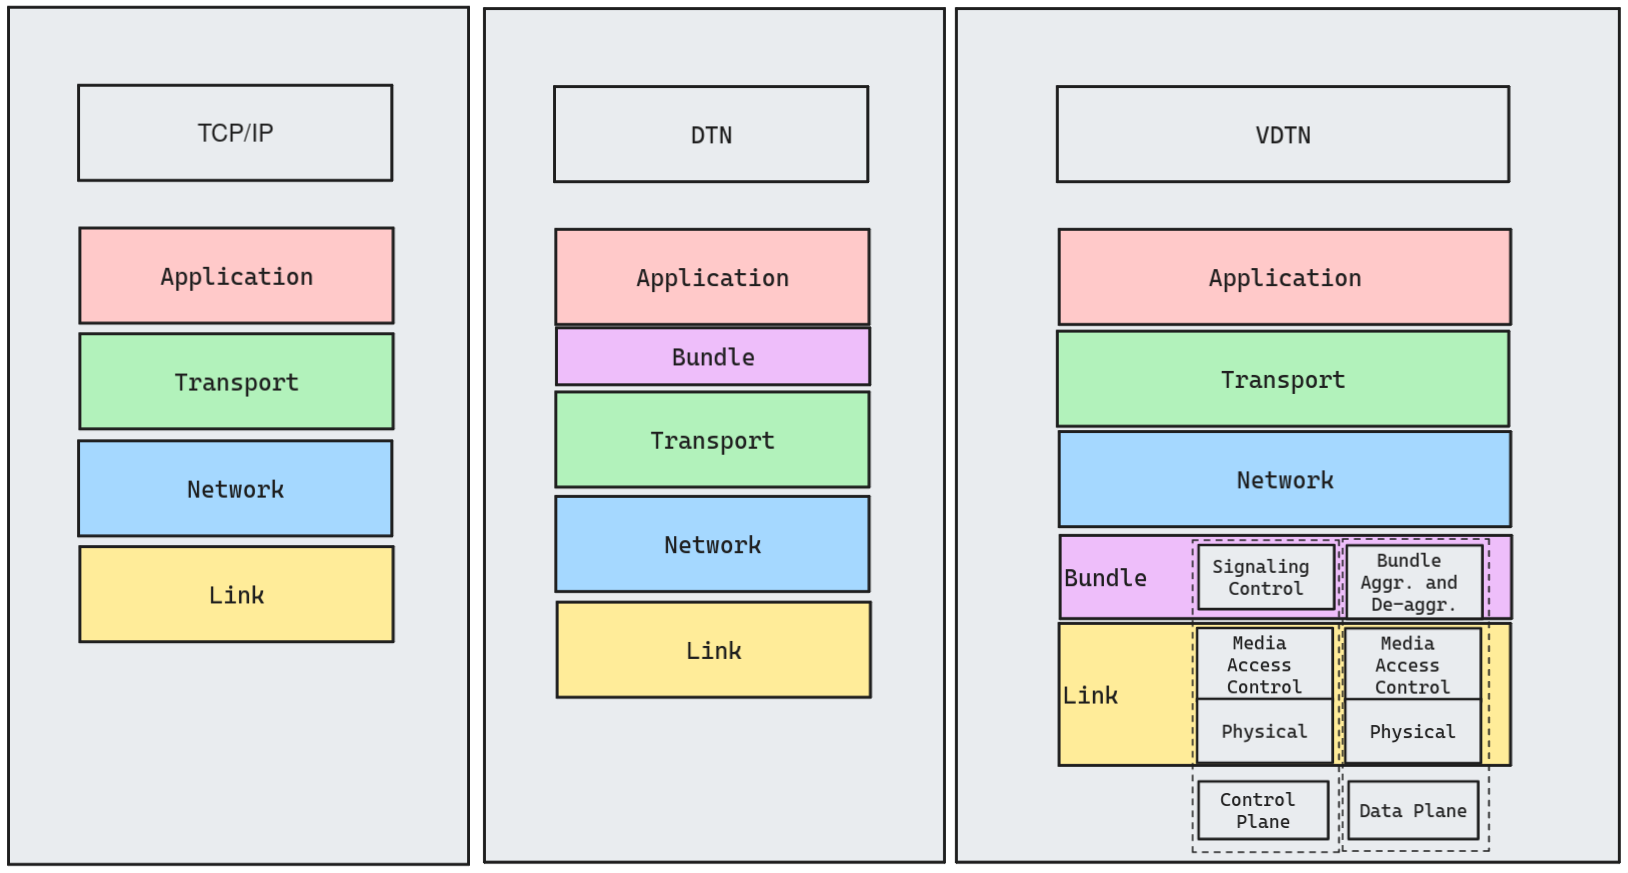 TCP/IP
Application
Transport
Network
Link
DTN
Application
Bundle
Transport
Network
Link
VDTN
Application
Transport
Network
Bundle
Signaling
Control
Bundle
Aggr. and
De-aggr.
Link
Media
Access
Control
Physical
Media
Access
Control
Physical
Control
Plane
Data Plane